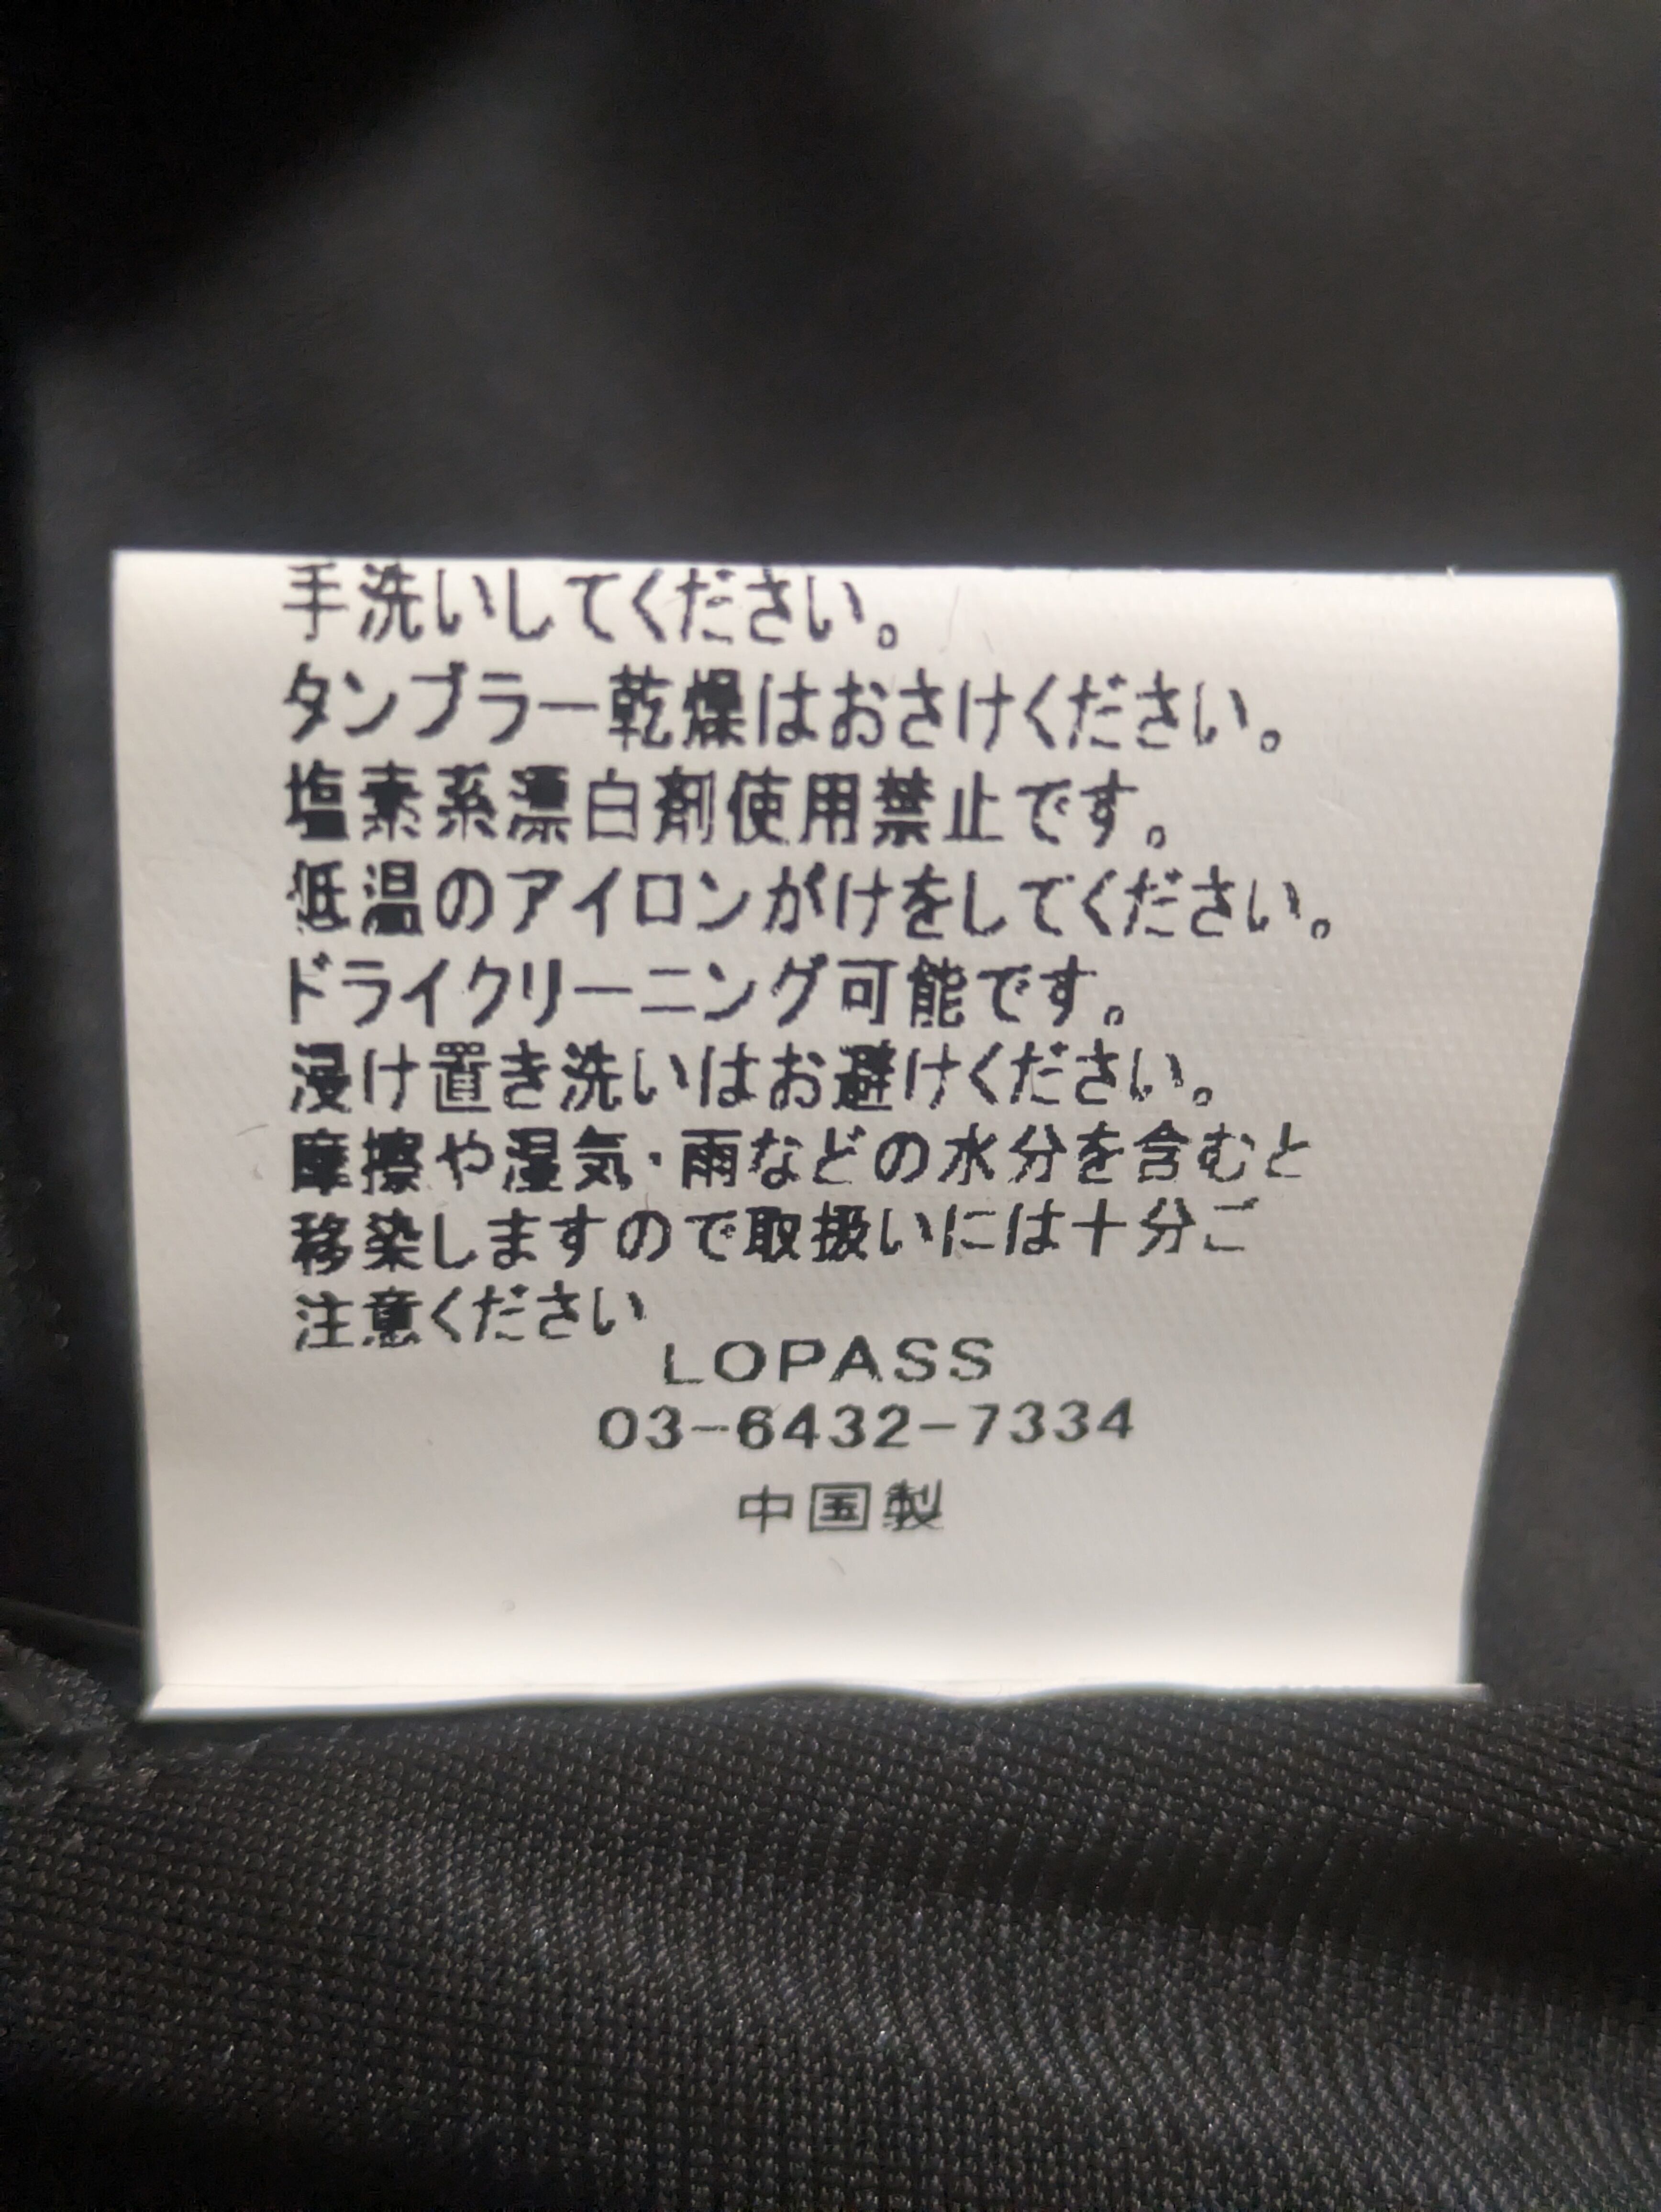 手洗いしてください。
タンブラー乾燥はおさけください。
塩素系漂白剤使用禁止です。
低温のアイロンがけをしてください。
ドライクリーニング可能です。
浸け置き洗いはお避けください。
摩擦や湿気・雨などの水分を含むと
移染しますので取扱いには十分ご
注意ください
LOPASS
03-6432-7334
中国製